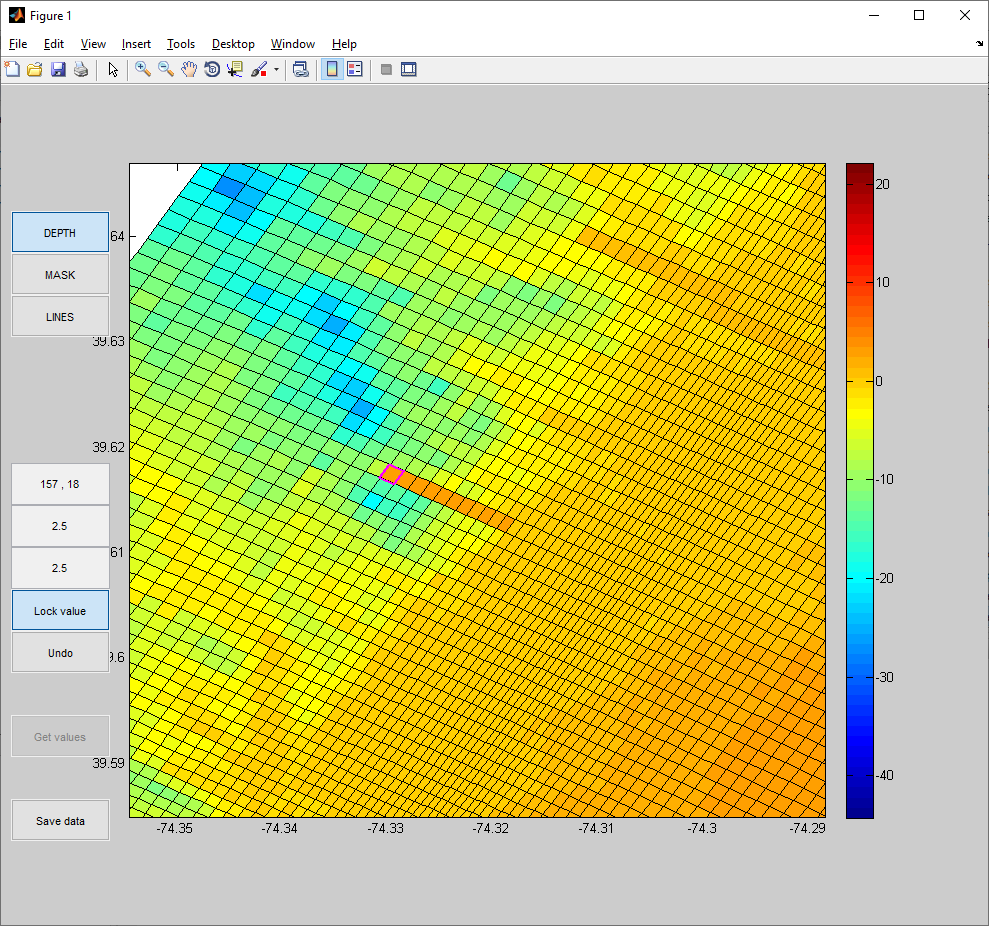 Figure 1
File Edit View Insert Tools Desktop Window Help
DEPTH
MASK
LINES
157 , 18
2.5
2.5
Lock value
Undo
Get values
Save data
64
39.63
39.62
61
9.6
39.59
-74.35 -74.34 -74.33 -74.32 -74.31 -74.3 -74.29
20
10
0
-10
-20
-30
-40